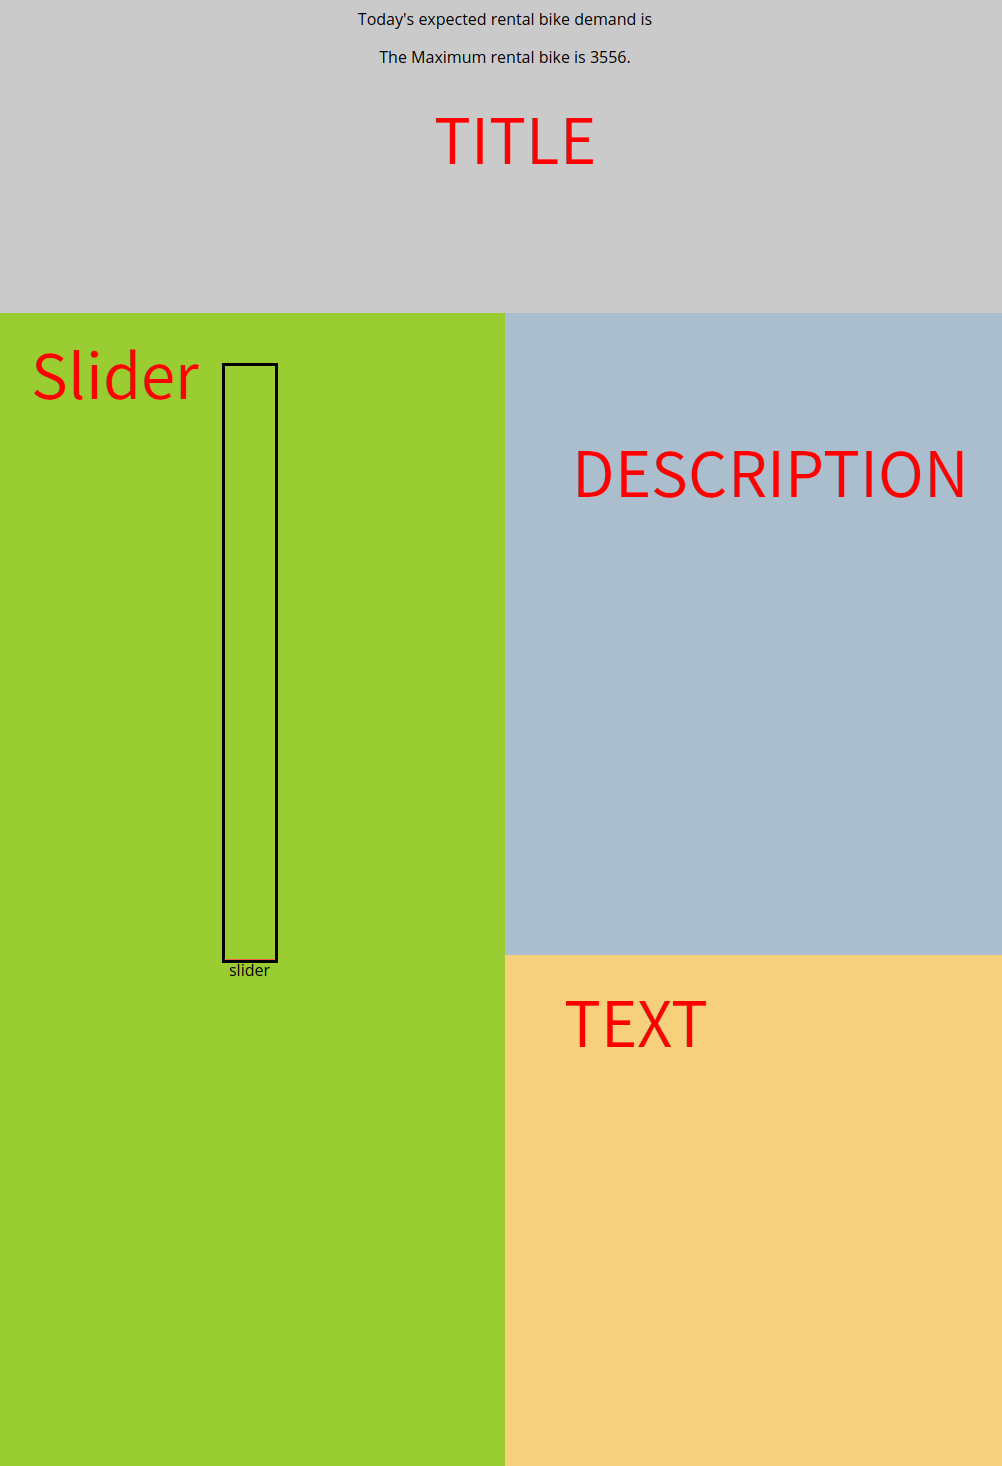 Today's expected rental bike demand is
The Maximum rental bike is 3556.
TITLE
Slider
slider
DESCRIPTION
TEXT